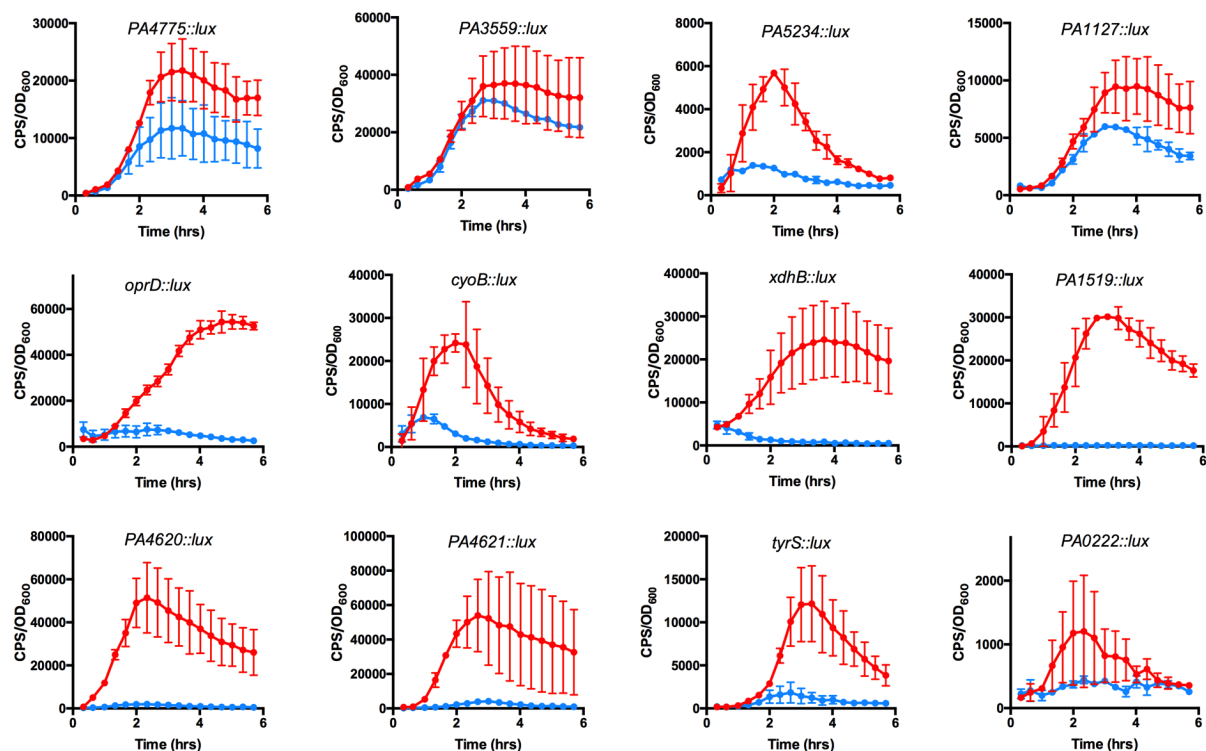 PA4775::lux
CPS/OD600
30000
20000
10000
0
0 2 4 6
Time (hrs)
PA3559::lux
CPS/OD600
60000
40000
20000
0
0 2 4 6
Time (hrs)
PA5234::lux
CPS/OD600
8000
6000
4000
2000
0
0 2 4 6
Time (hrs)
PA1127::lux
CPS/OD600
15000
10000
5000
0
0 2 4 6
Time (hrs)
oprD::lux
CPS/OD600
60000
40000
20000
0
0 2 4 6
Time (hrs)
cyoB::lux
CPS/OD600
40000
30000
20000
10000
0
0 2 4 6
Time (hrs)
xdhB::lux
CPS/OD600
40000
30000
20000
10000
0
0 2 4 6
Time (hrs)
PA1519::lux
CPS/OD600
40000
30000
20000
10000
0
0 2 4 6
Time (hrs)
PA4620::lux
CPS/OD600
80000
60000
40000
20000
0
0 2 4 6
Time (hrs)
PA4621::lux
CPS/OD600
100000
80000
60000
40000
20000
0
0 2 4 6
Time (hrs)
tyrS::lux
CPS/OD600
20000
15000
10000
5000
0
0 2 4 6
Time (hrs)
PA0222::lux
CPS/OD600
2000
1000
0
0 2 4 6
Time (hrs)